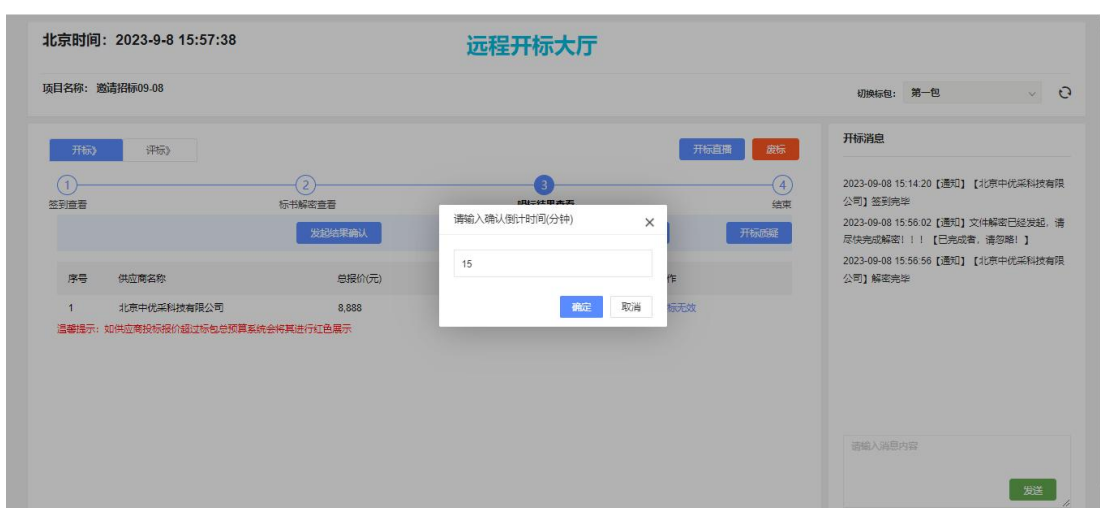 北京时间：2023-9-8 15:57:38
远程开标大厅
项目名称：邀请招标09-08
切换标包：
第一包
开标》
评标》
开标直播
废标
1
2
3
4
签到查看
标书解密查看
唱标结果查看
结束
发起结果确认
开标质疑
序号
供应商名称
总报价(元)
作
1
北京中优采科技有限公司
8,888
标无效
温馨提示：如供应商投标报价超过标包总预算系统会将其进行红色展示
请输入确认倒计时间(分钟)
15
确定
取消
开标消息
2023-09-08 15:14:20【通知】【北京中优采科技有限
公司】签到完毕
2023-09-08 15:56:02【通知】文件解密已经发起，请
尽快完成解密！！！【已完成者，请忽略！】
2023-09-08 15:56:56【通知】【北京中优采科技有限
公司】解密完毕
请输入消息内容
发送